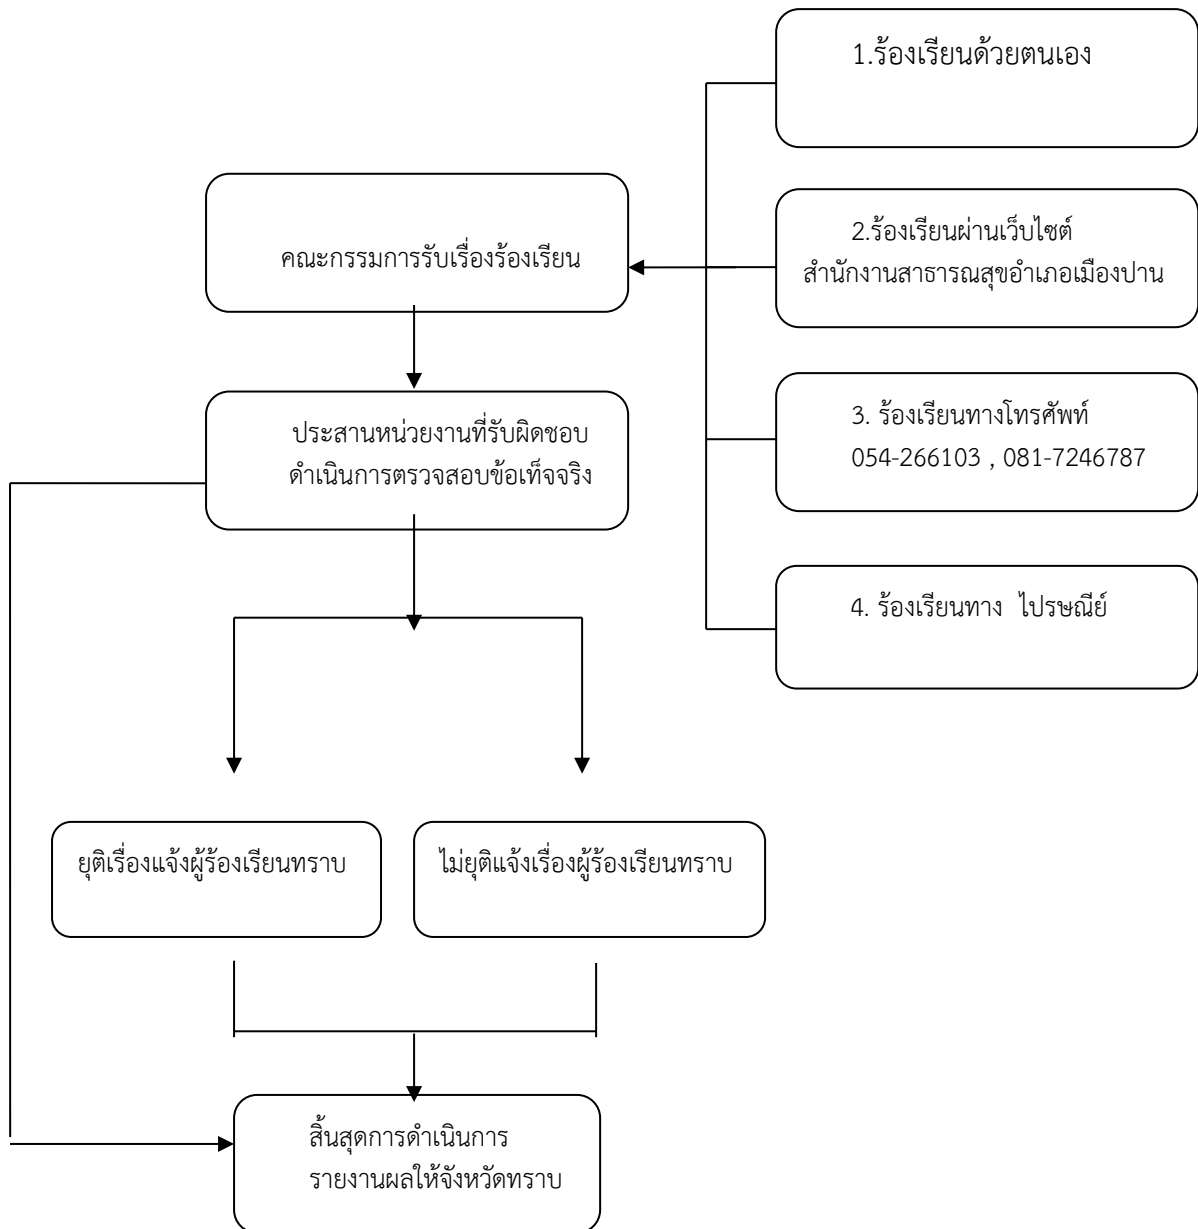 1.ร้องเรียนด้วยตนเอง
คณะกรรมการรับเรื่องร้องเรียน
2.ร้องเรียนผ่านเว็บไซต์
สำนักงานสาธารณสุขอำเภอเมืองปาน
ประสานหน่วยงานที่รับผิดชอบ
ดำเนินการตรวจสอบข้อเท็จจริง
3. ร้องเรียนทางโทรศัพท์
054-266103 , 081-7246787
4. ร้องเรียนทาง ไปรษณีย์
ยุติเรื่องแจ้งผู้ร้องเรียนทราบ
ไม่ยุติแจ้งเรื่องผู้ร้องเรียนทราบ
สิ้นสุดการดำเนินการ
รายงานผลให้จังหวัดทราบ